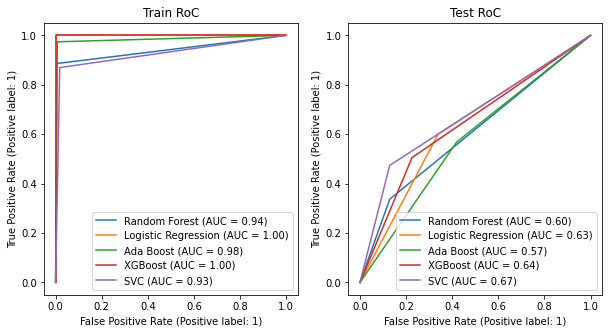 Train RoC
True Positive Rate (Positive label: 1)
1.0
0.8
0.6
0.4
0.2
0.0
Random Forest (AUC = 0.94)
Logistic Regression (AUC = 1.00)
Ada Boost (AUC = 0.98)
XGBoost (AUC = 1.00)
SVC (AUC = 0.93)
0.0 0.2 0.4 0.6 0.8 1.0
False Positive Rate (Positive label: 1)
Test RoC
True Positive Rate (Positive label: 1)
1.0
0.8
0.6
0.4
0.2
0.0
Random Forest (AUC = 0.60)
Logistic Regression (AUC = 0.63)
Ada Boost (AUC = 0.57)
XGBoost (AUC = 0.64)
SVC (AUC = 0.67)
0.0 0.2 0.4 0.6 0.8 1.0
False Positive Rate (Positive label: 1)